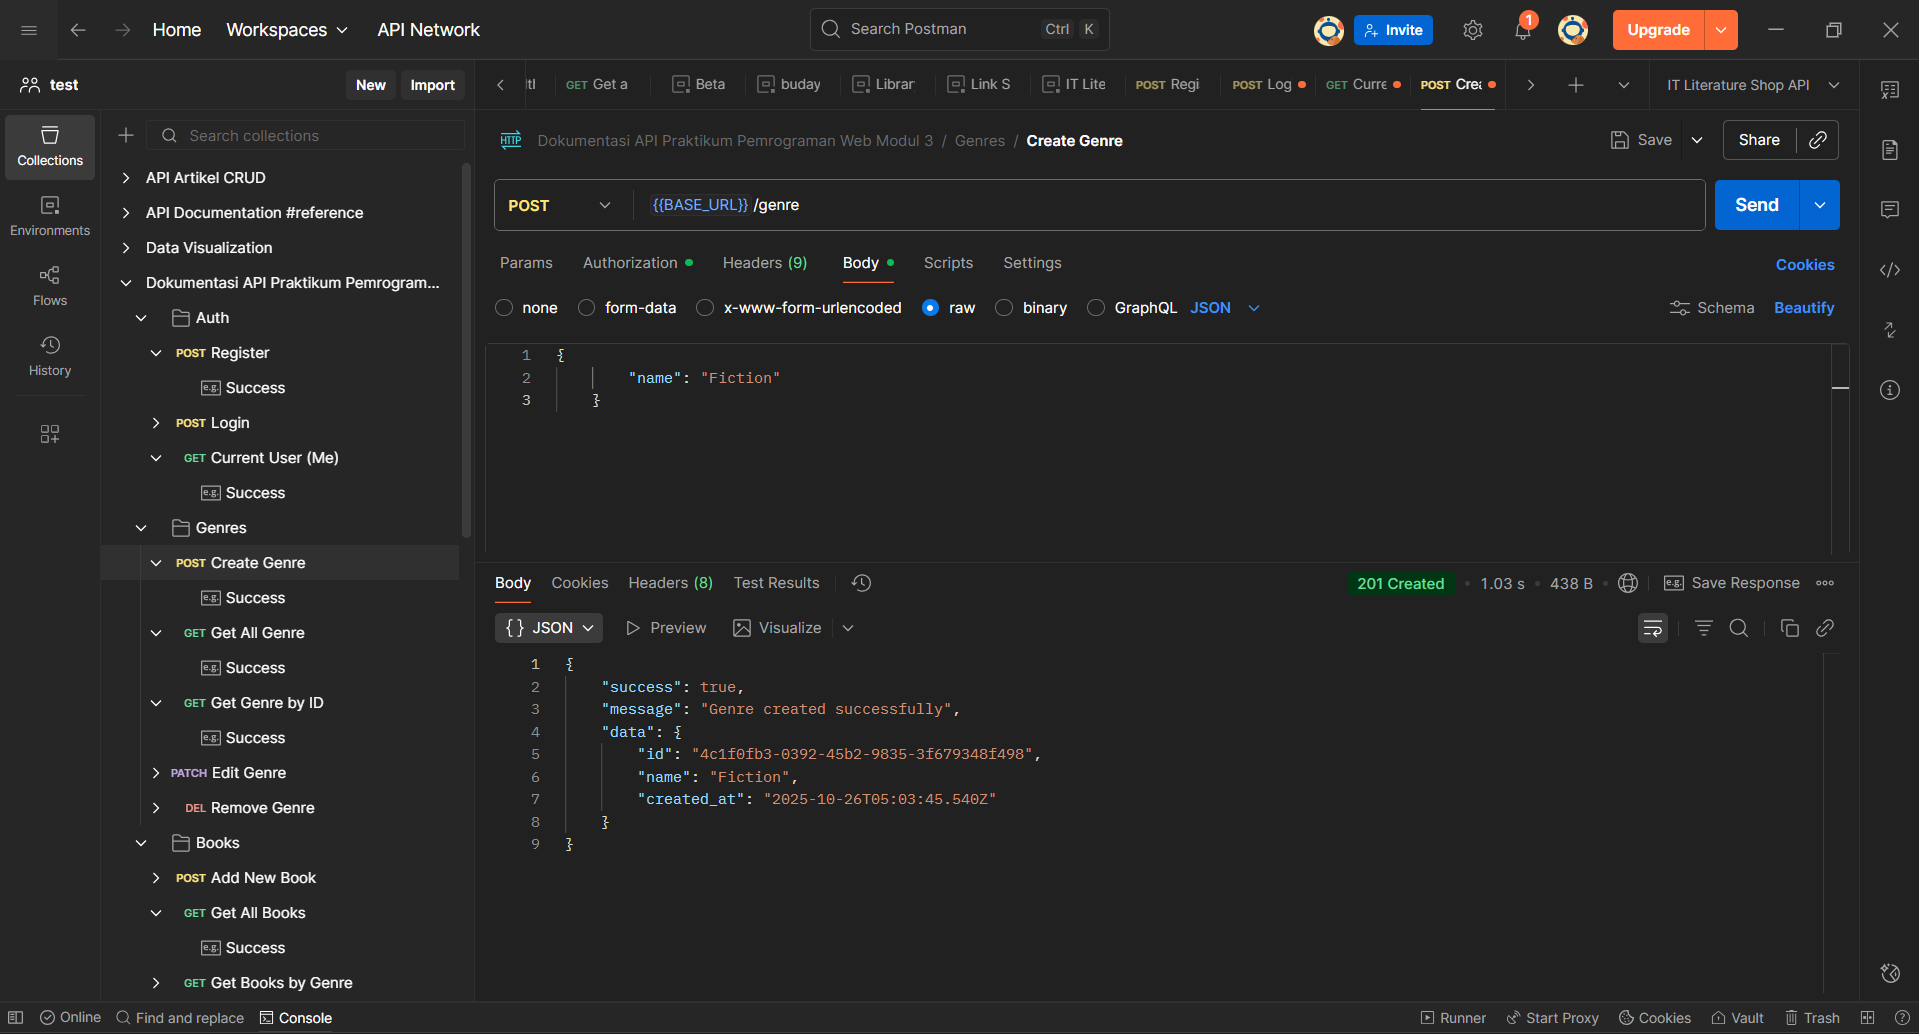 Home Workspaces API Network Search Postman Ctrl K Invite 1 Upgrade
test New Import GET Get a Beta buday Librar Link S IT Lite POST Regi POST Log GET Curre POST Crea IT Literature Shop API
Collections
Environments
Flows
History
Search collections
API Artikel CRUD
API Documentation #reference
Data Visualization
Dokumentasi API Praktikum Pemrogram...
Auth
POST Register
e.g. Success
POST Login
GET Current User (Me)
e.g. Success
Genres
POST Create Genre
e.g. Success
GET Get All Genre
e.g. Success
GET Get Genre by ID
e.g. Success
PATCH Edit Genre
DEL Remove Genre
Books
POST Add New Book
GET Get All Books
e.g. Success
GET Get Books by Genre
HTTP Dokumentasi API Praktikum Pemrograman Web Modul 3 / Genres / Create Genre Save Share
POST {{BASE_URL}} /genre Send
Params Authorization Headers (9) Body Scripts Settings Cookies
none form-data x-www-form-urlencoded raw binary GraphQL JSON Schema Beautify
1 {
2 "name": "Fiction"
3 }
Body Cookies Headers (8) Test Results 201 Created • 1.03 s • 438 B • e.g. Save Response
{} JSON Preview Visualize
1 {
2 "success": true,
3 "message": "Genre created successfully",
4 "data": {
5 "id": "4c1f0fb3-0392-45b2-9835-3f679348f498",
6 "name": "Fiction",
7 "created_at": "2025-10-26T05:03:45.540Z"
8 }
9 }
Online Find and replace Console Runner Start Proxy Cookies Vault Trash